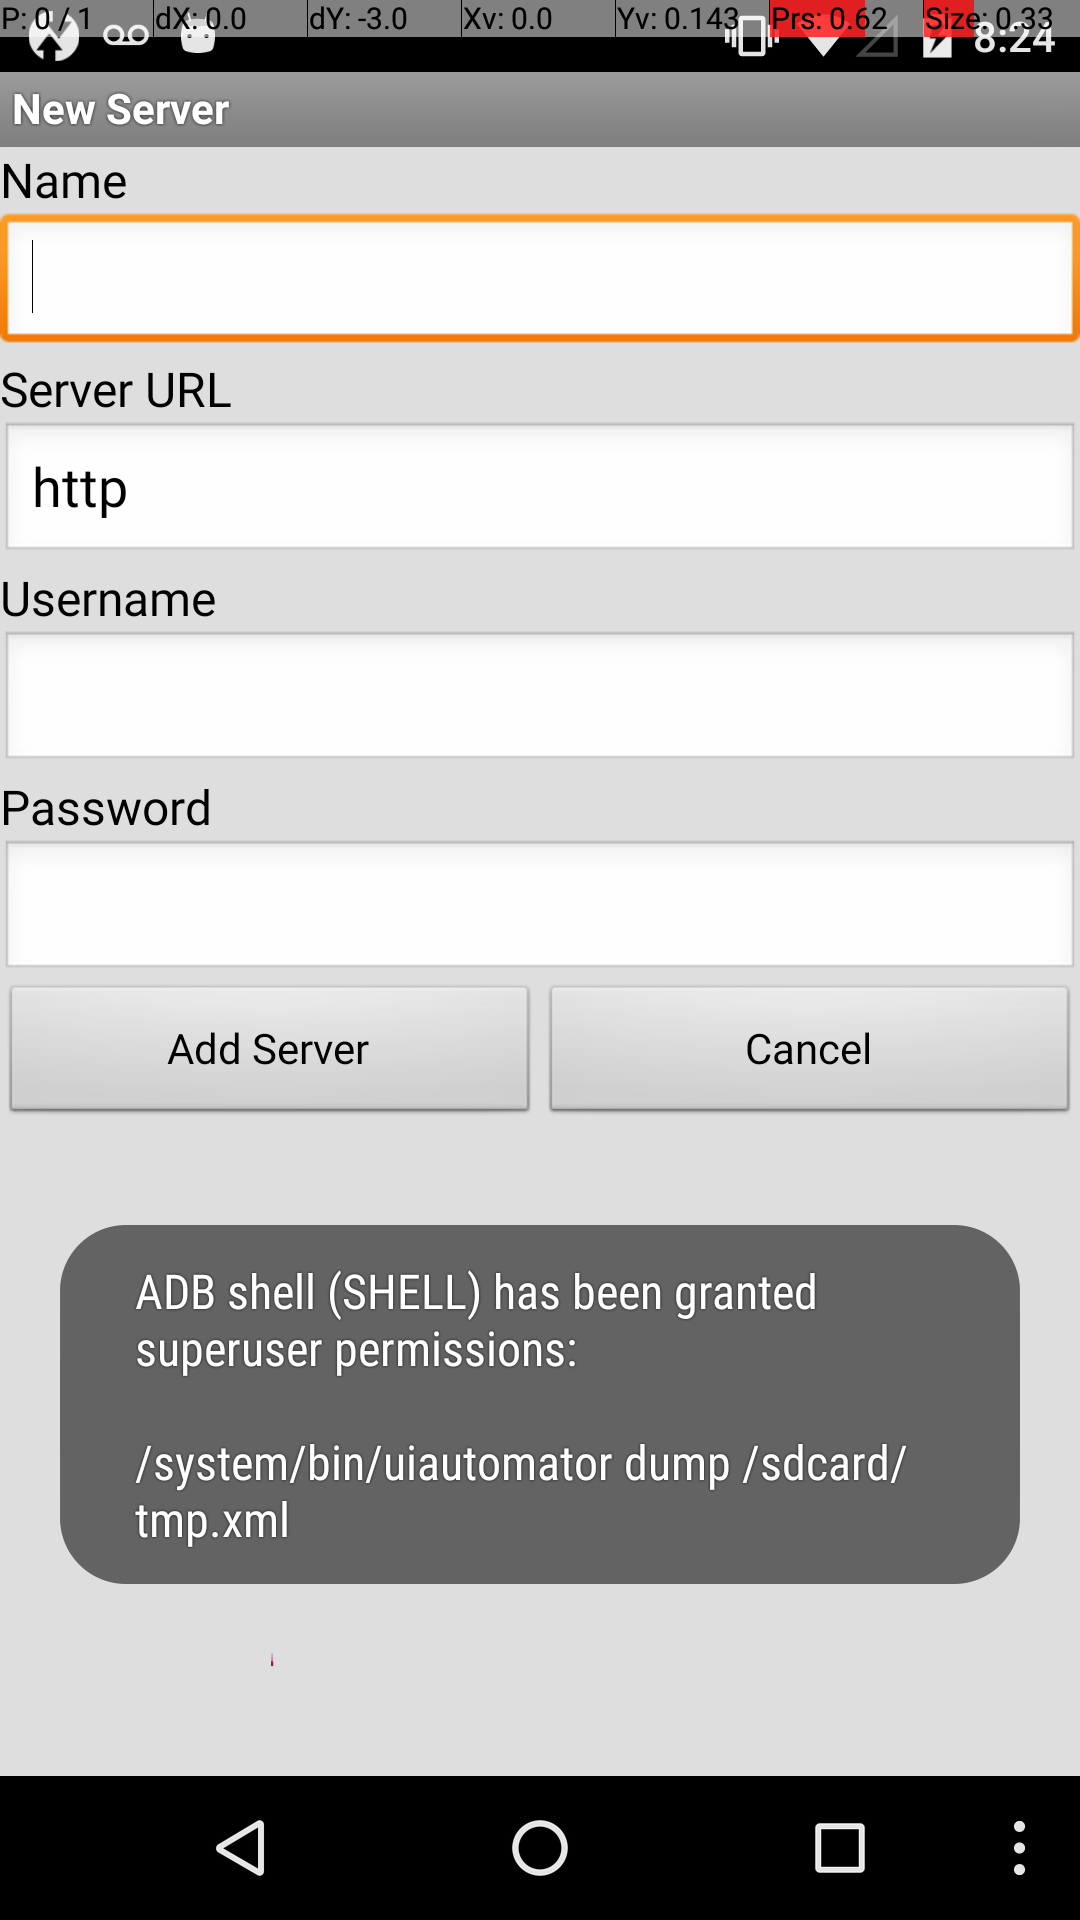 P: 0 / 1 dX: 0.0 dY: -3.0 Xv: 0.0 Yv: 0.143 Prs: 0.62 Size: 0.33
8:24
New Server
Name
Server URL
http
Username
Password
Add Server Cancel
ADB shell (SHELL) has been granted
superuser permissions:
/system/bin/uiautomator dump /sdcard/
tmp.xml